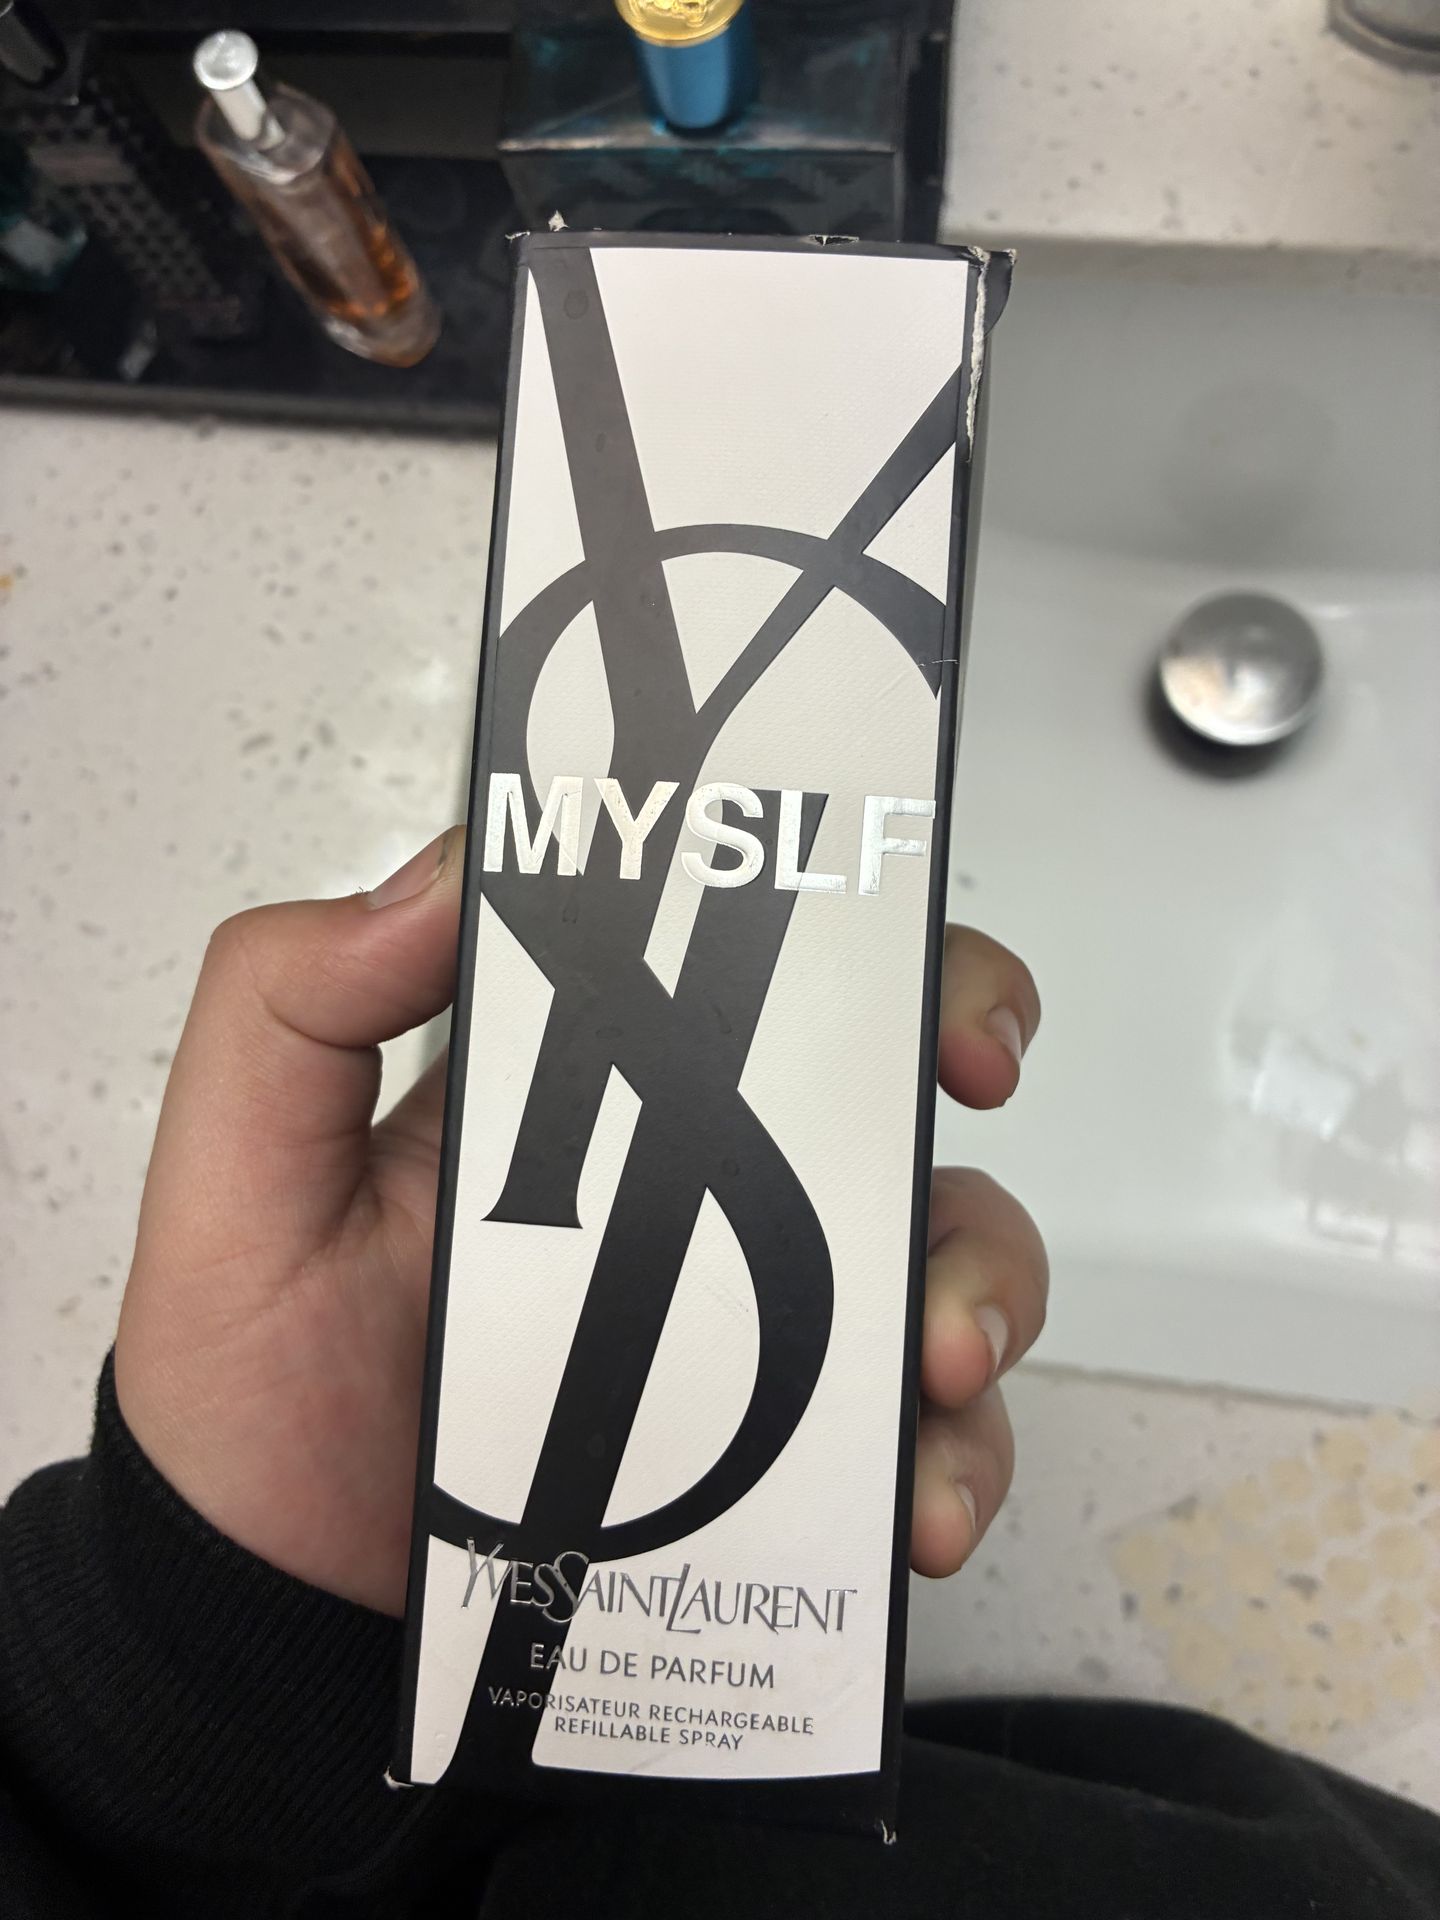 MYSLF
YVESSAINTLAURENT
EAU DE PARFUM
VAPORISATEUR RECHARGEABLE
REFILLABLE SPRAY